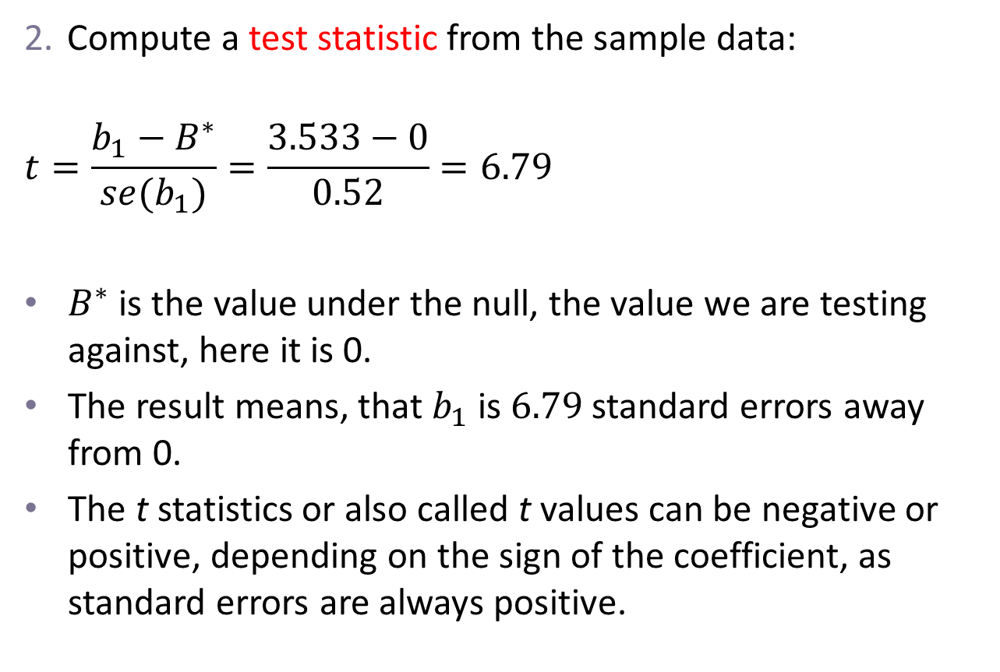 2. Compute a test statistic from the sample data:
t = \frac{b_1 − B^*}{se(b_1)} = \frac{3.533 − 0}{0.52} = 6.79
• B^* is the value under the null, the value we are testing
against, here it is 0.
• The result means, that b_1 is 6.79 standard errors away
from 0.
• The t statistics or also called t values can be negative or
positive, depending on the sign of the coefficient, as
standard errors are always positive.